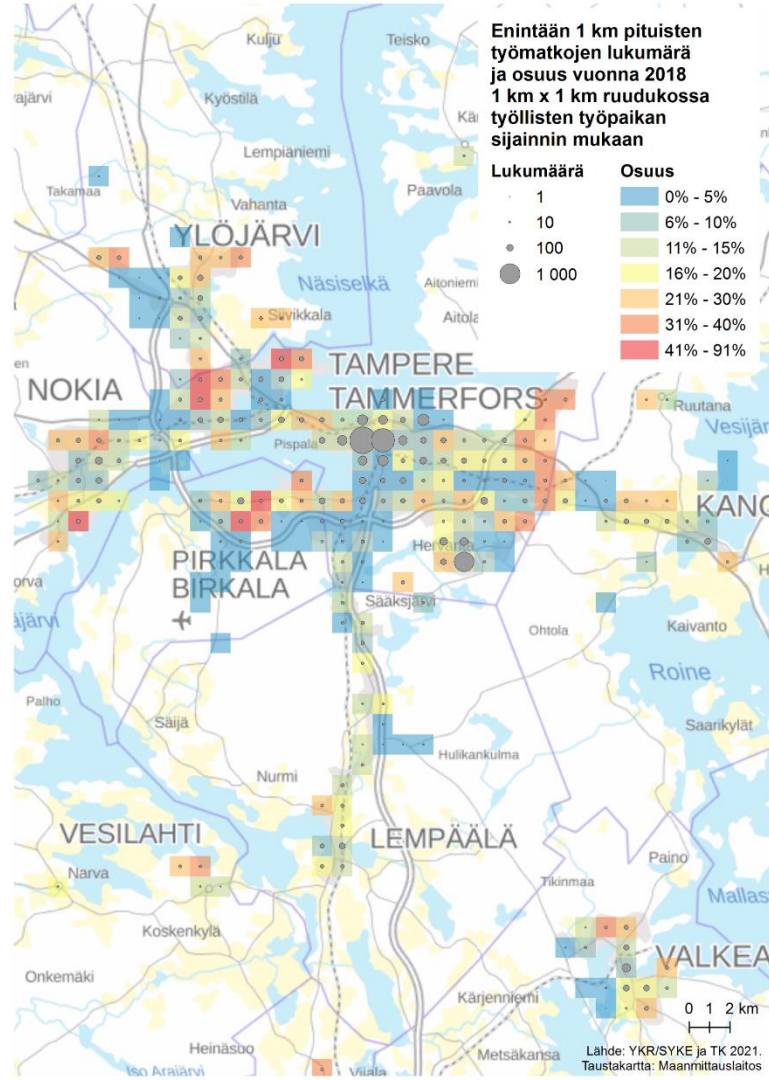 Enintään 1 km pituisten
työmatkojen lukumärä
ja osuus vuonna 2018
1 km x 1 km ruudukossa
työllisten työpaikan
sijainnin mukaan
Lukumäärä
Osuus
1
10
100
1 000
0% - 5%
6% - 10%
11% - 15%
16% - 20%
21% - 30%
31% - 40%
41% - 91%
Kulju
Teisko
Kyöstilä
Lempiäniemi
Takamaa
Paavola
Vahanta
YLÖJÄRVI
Näsiselkä
Aitoniemi
Siivikkala
Aitola
TAMPERE
TAMMERFORS
NOKIA
Ruutana
Vesijär
Pispala
KANG
Hervanta
PIRKKALA
BIRKALA
Sääksjärvi
Ohtola
Kaivanto
Roine
Palho
Säijä
Saarikylät
Hulikankulma
Nurmi
VESILAHTI
LEMPÄÄLÄ
Narva
Paino
Tikinmaa
Mallas
Koskenkylä
VALKEA
Onkemäki
Kärjenniemi
0 1 2 km
Heinäsuo
Metsäkansa
Iso Arajärvi
Viiala
Lähde: YKR/SYKE ja TK 2021.
Taustakartta: Maanmittauslaitos